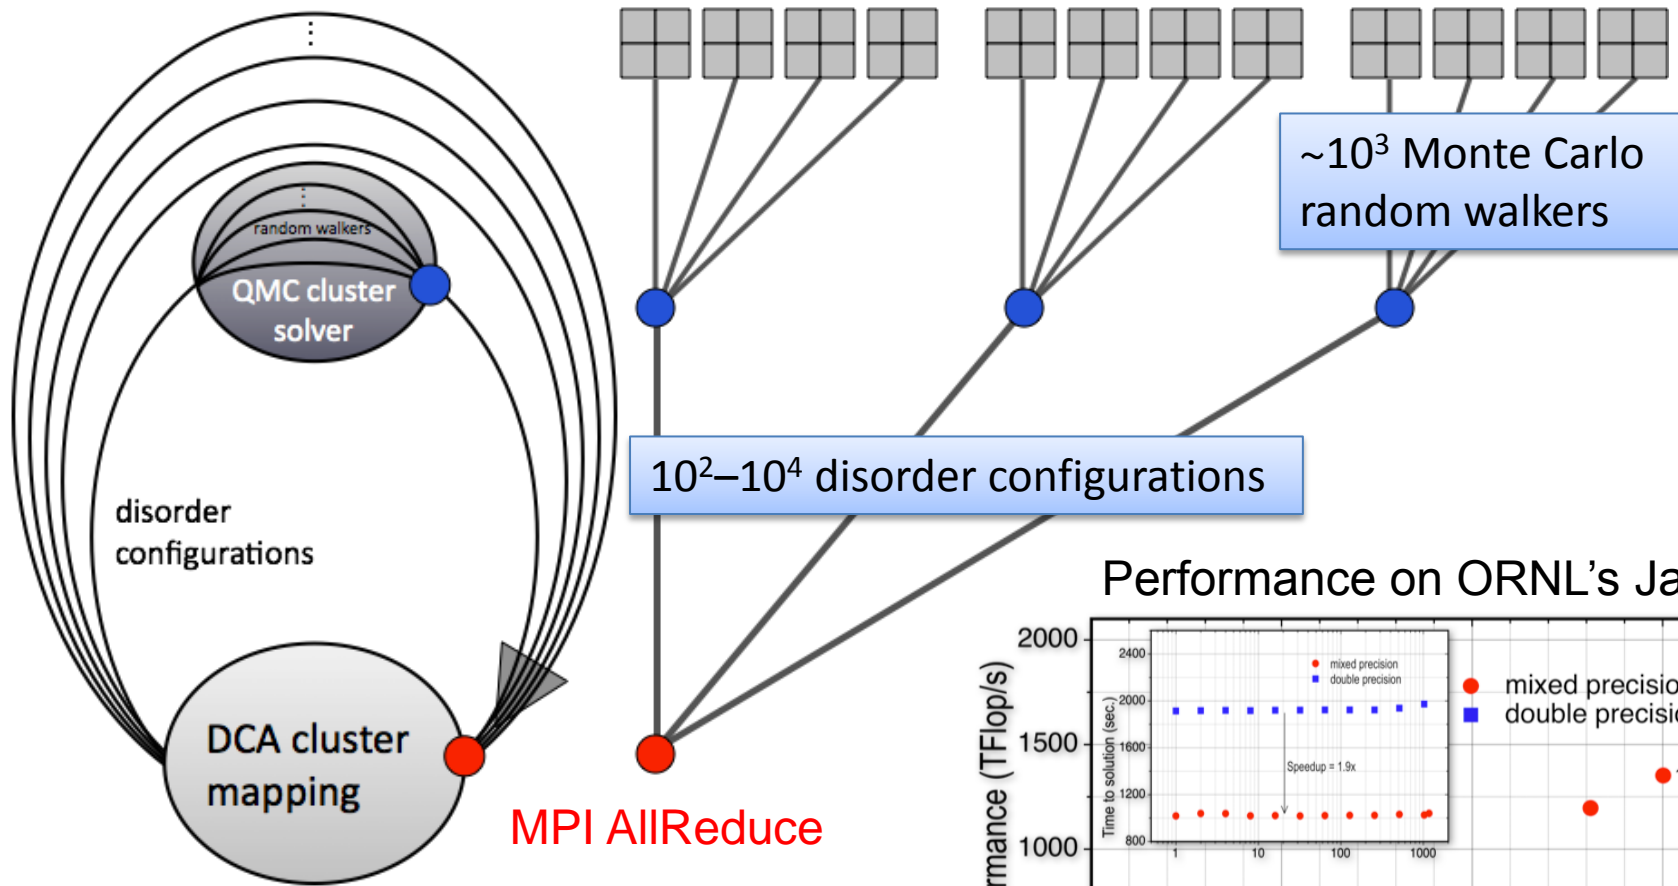 ⋮
⋮
random walkers
QMC cluster
solver
disorder
configurations
DCA cluster
mapping
~10³ Monte Carlo
random walkers
10²–10⁴ disorder configurations
MPI AllReduce
Performance on ORNL’s Ja
2000
1500
1000
rmance (TFlop/s)
mixed precisio
double precisi
2400
2000
1600
1200
800
Time to solution (sec.)
mixed precision
double precision
Speedup = 1.9x
1
10
100
1000